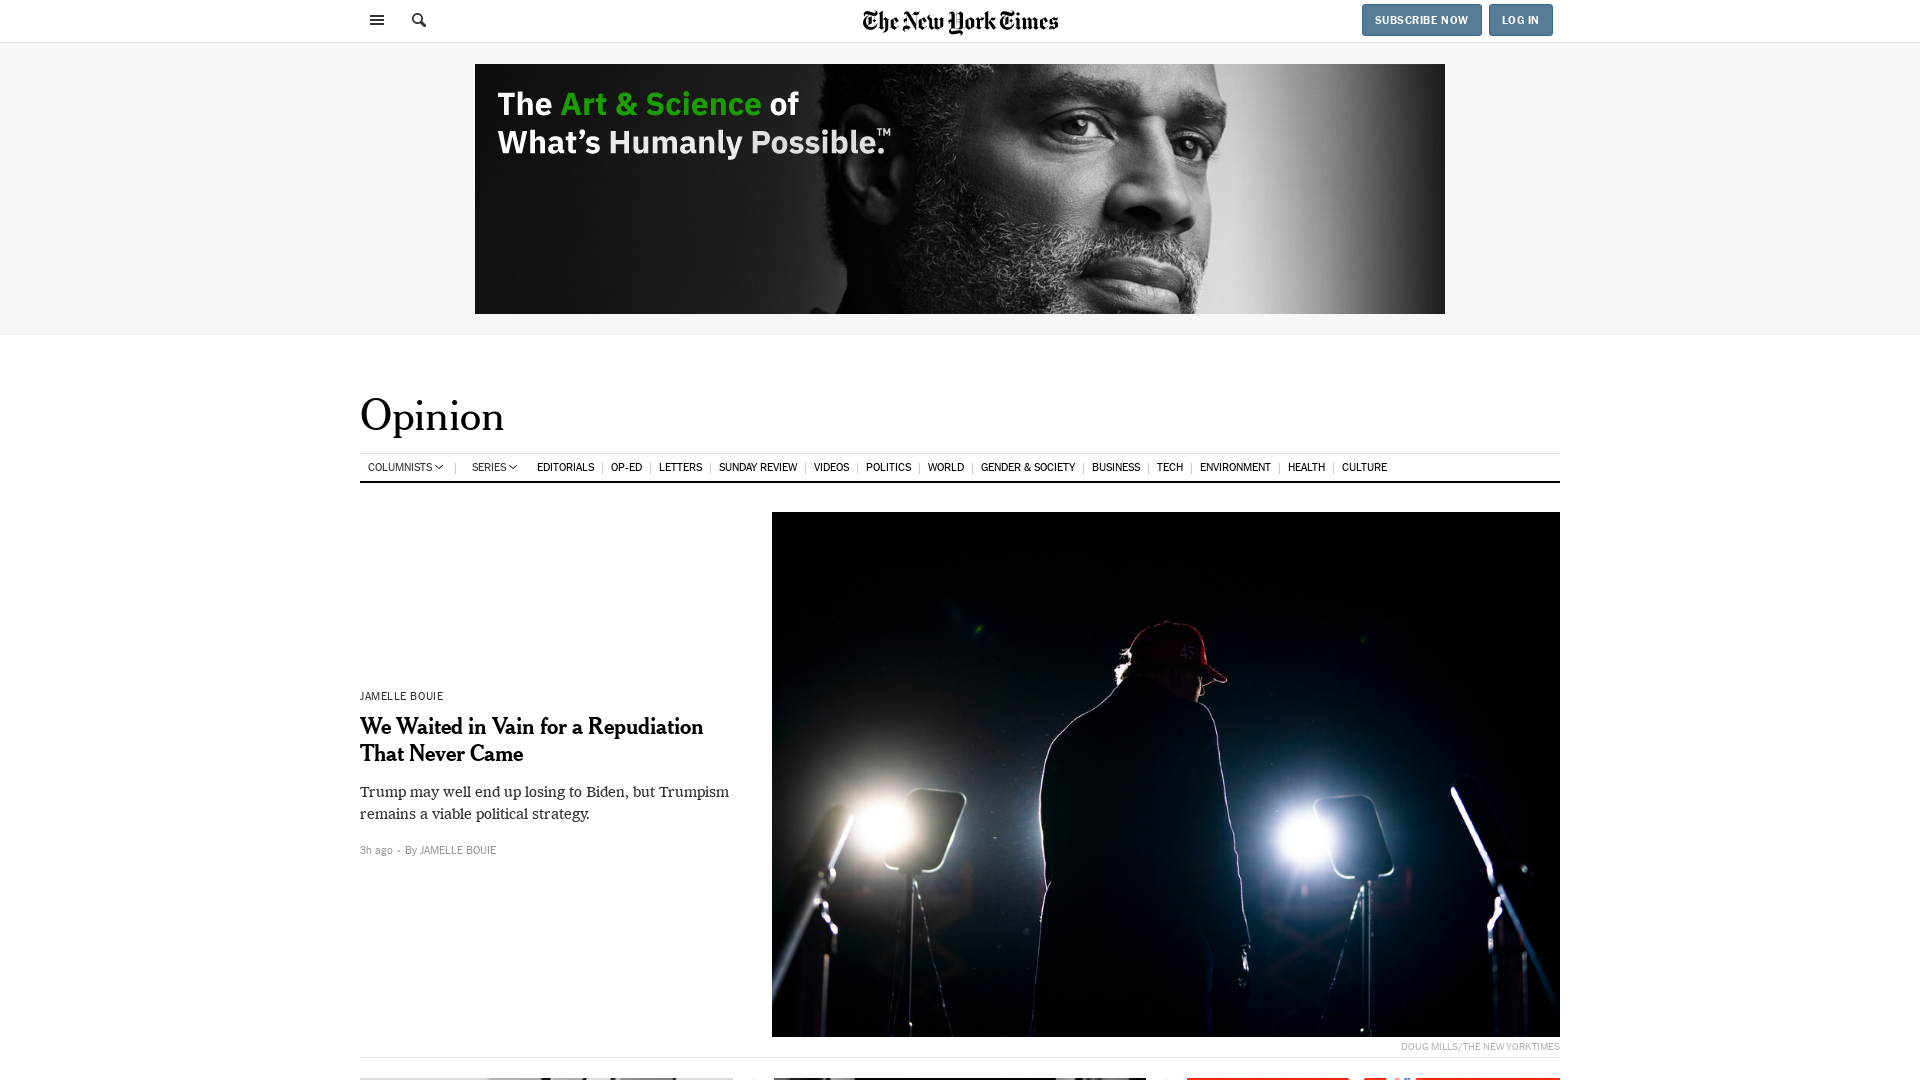 The New York Times
SUBSCRIBE NOW
LOG IN
The Art & Science of
What's Humanly Possible.™
Opinion
COLUMNISTS SERIES EDITORIALS OP-ED LETTERS SUNDAY REVIEW VIDEOS POLITICS WORLD GENDER & SOCIETY BUSINESS TECH ENVIRONMENT HEALTH CULTURE
JAMELLE BOUIE
We Waited in Vain for a Repudiation
That Never Came
Trump may well end up losing to Biden, but Trumpism
remains a viable political strategy.
3h ago • By JAMELLE BOUIE
45
DOUG MILLS/THE NEW YORK TIMES